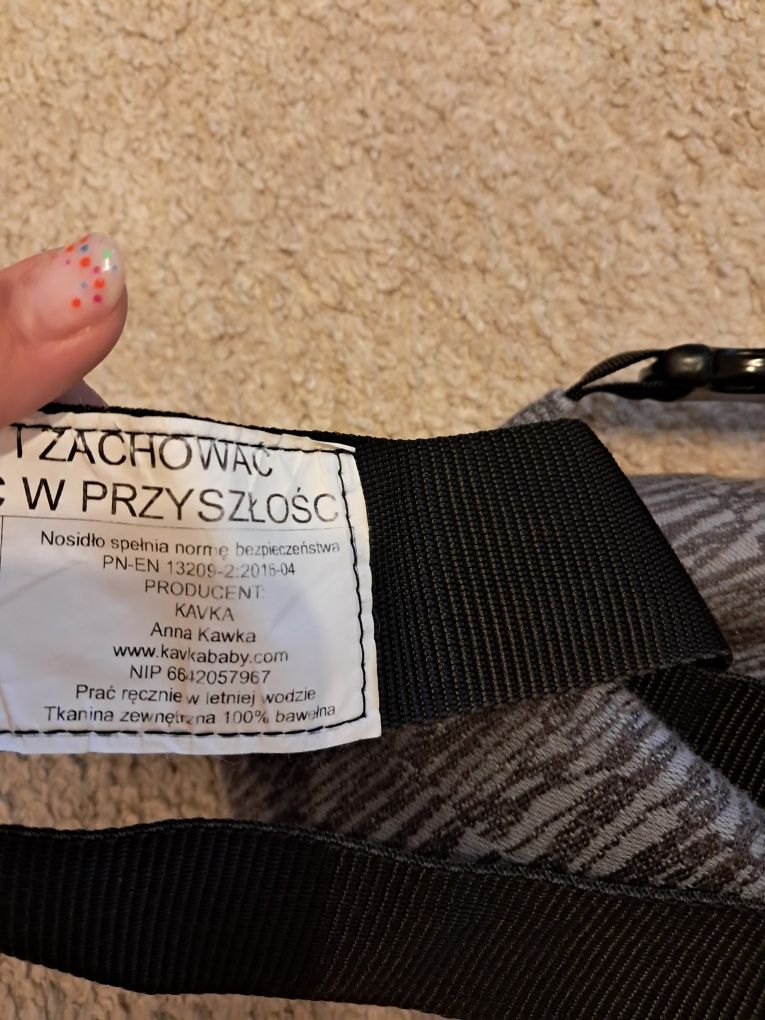 ZACHOWAĆ
W PRZYSZŁOŚC
Nosidło spełnia normę bezpieczeństwa
PN-EN 13209-2:2016-04
PRODUCENT:
KAVKA
Anna Kawka
www.kavkababy.com
NIP 6642057967
Prać ręcznie w letniej wodzie
Tkanina zewnętrzna 100% bawełna